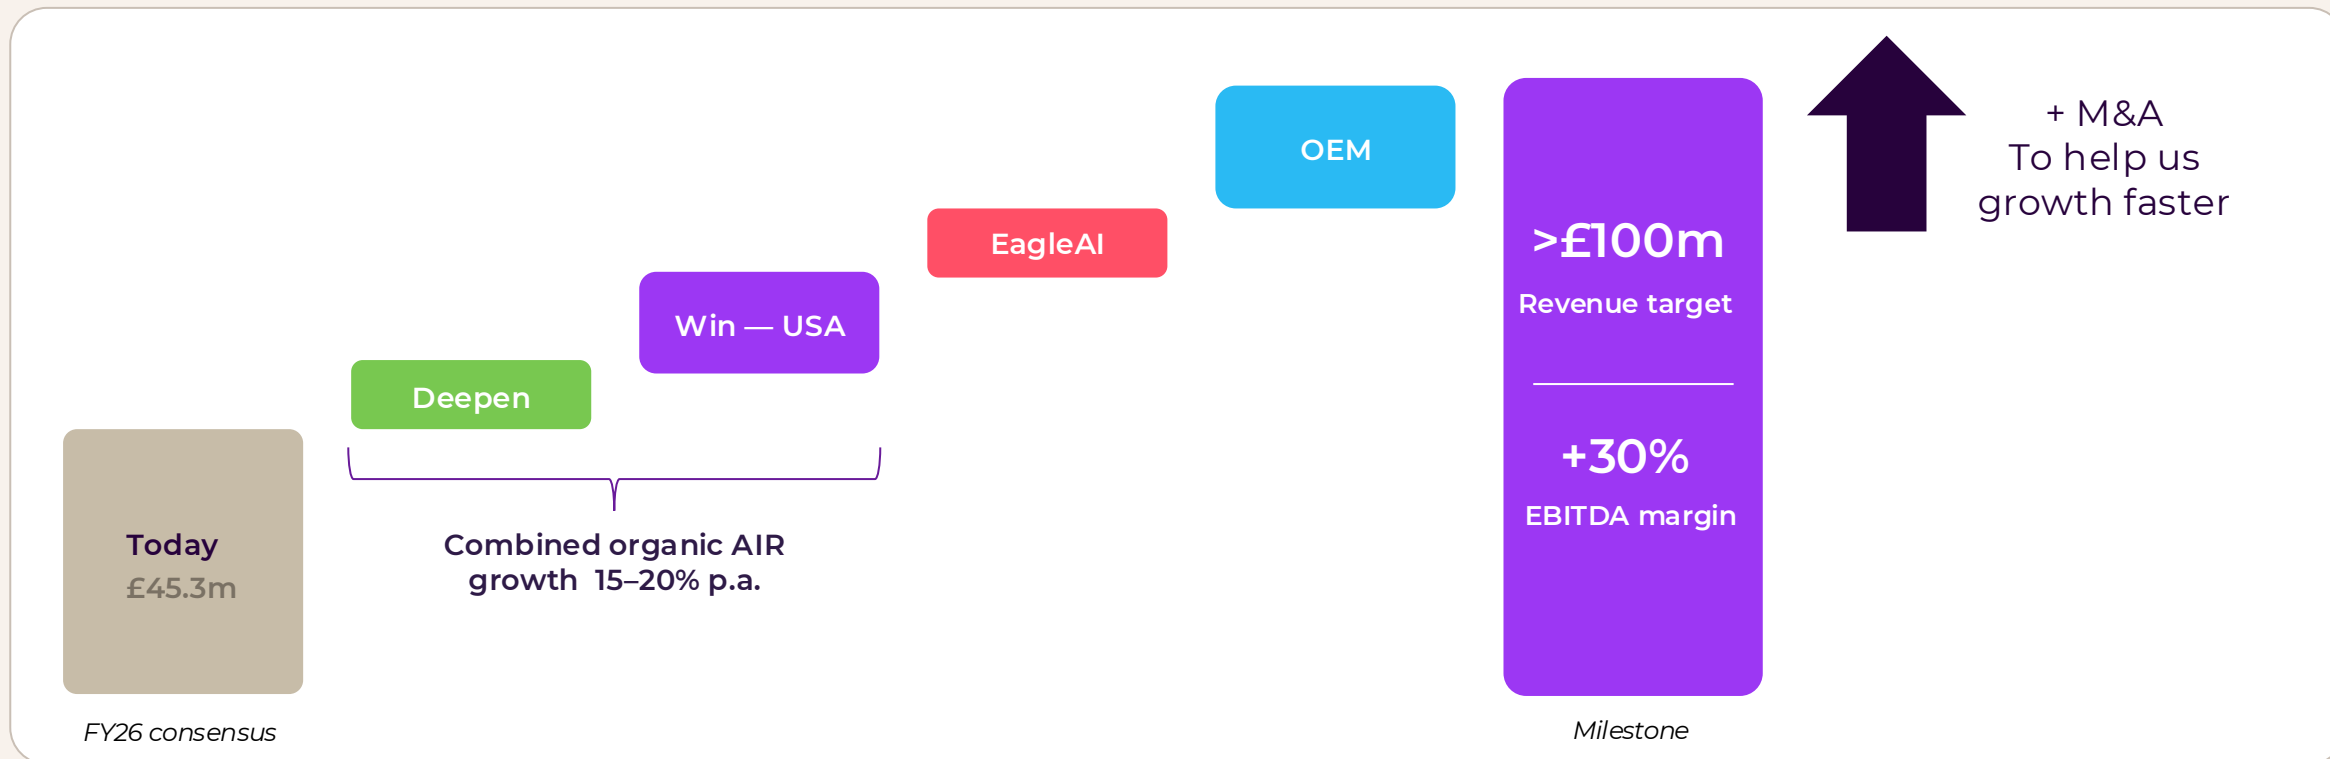 Today
£45.3m
FY26 consensus
Deepen
Win — USA
Combined organic AIR
growth  15–20% p.a.
EagleAI
OEM
>£100m
Revenue target
+30%
EBITDA margin
Milestone
+ M&A
To help us
growth faster